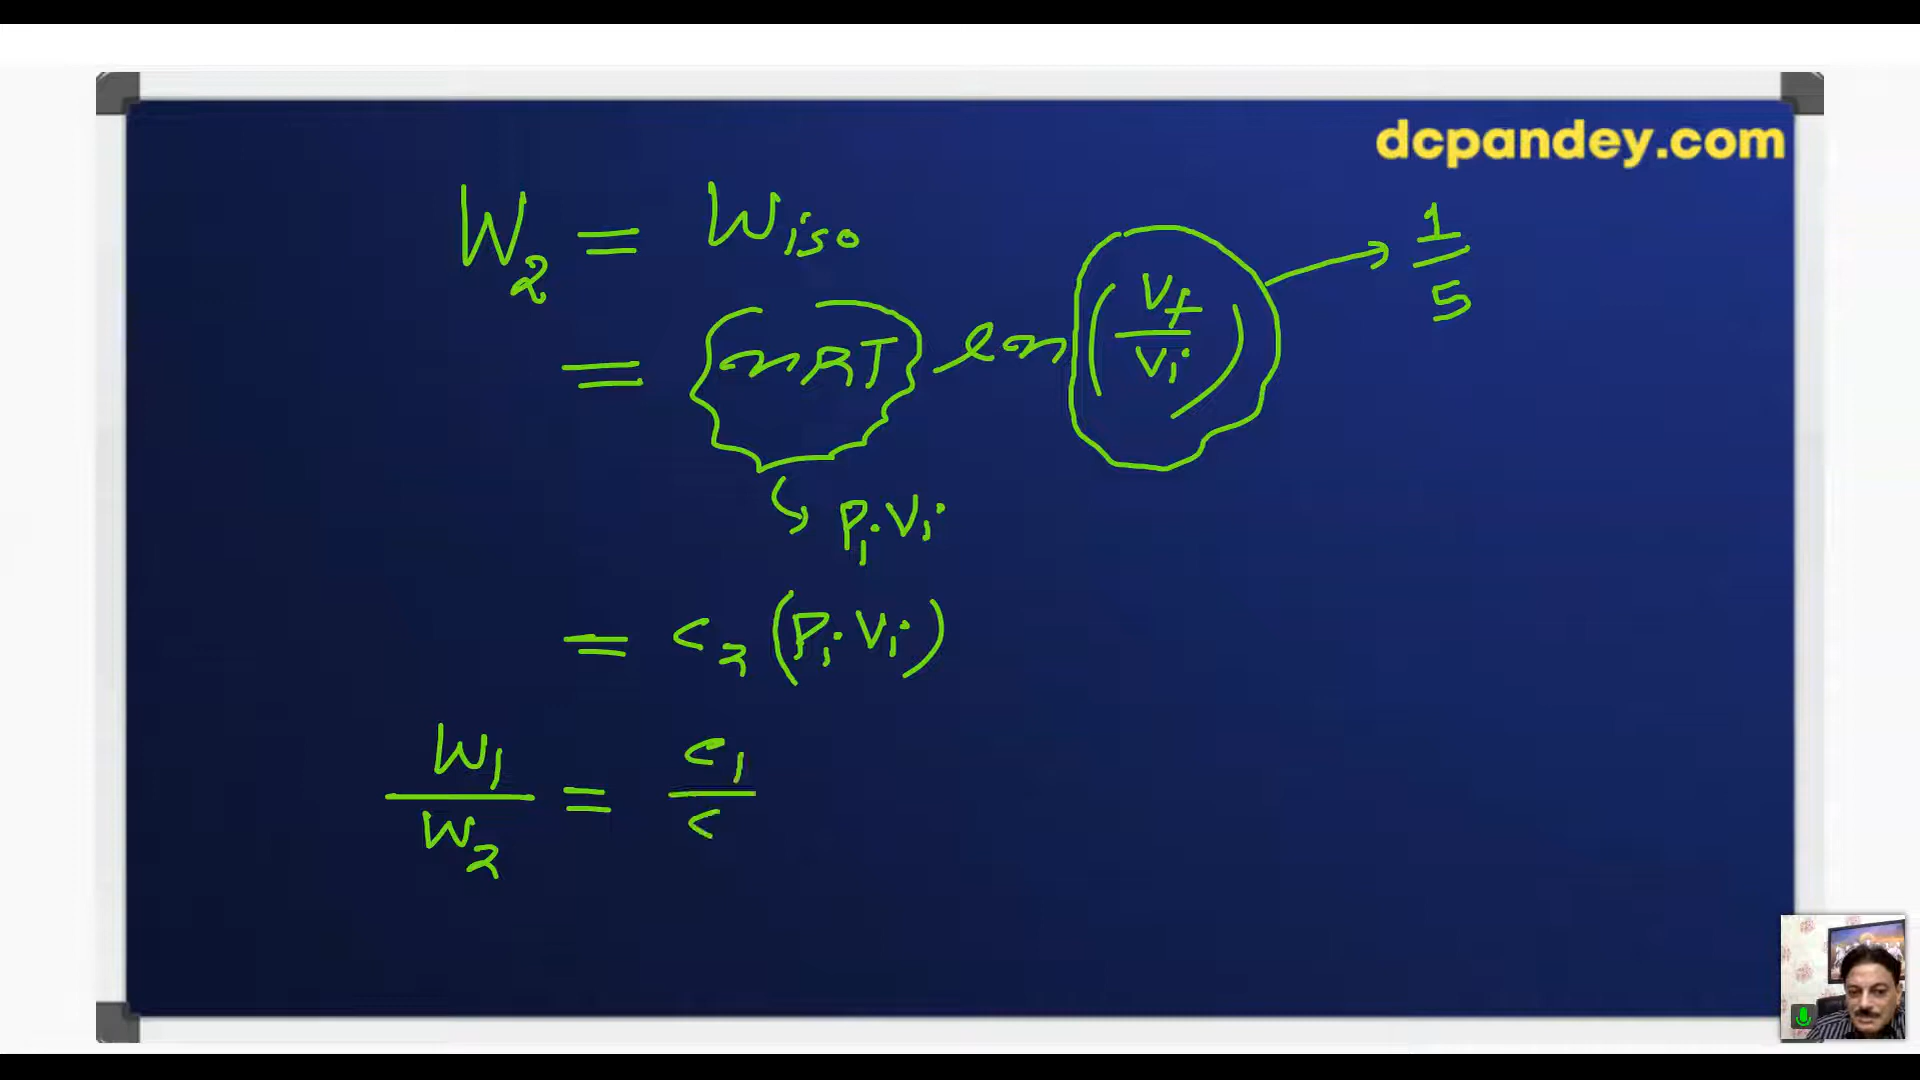 dcpandey.com
W₂ = Wiso
= nRT ln (Vf/Vi) → 1/5
↳ Pi Vi
= c₂ (Pi Vi)
W₁/W₂ = c₁/c